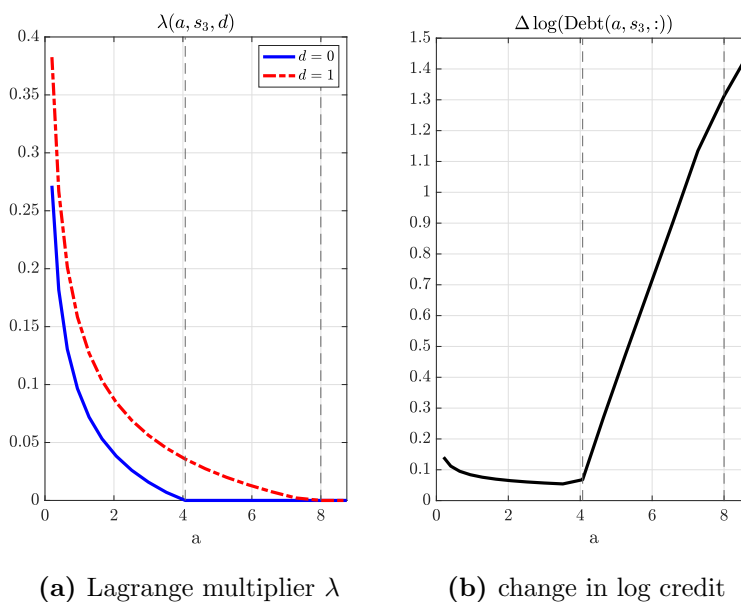 λ(a, s₃, d)
0.4
0.35
0.3
0.25
0.2
0.15
0.1
0.05
0
d = 0
d = 1
0 2 4 6 8
a
(a) Lagrange multiplier λ
Δ log(Debt(a, s₃, :))
1.5
1.4
1.3
1.2
1.1
1
0.9
0.8
0.7
0.6
0.5
0.4
0.3
0.2
0.1
0
0 2 4 6 8
a
(b) change in log credit